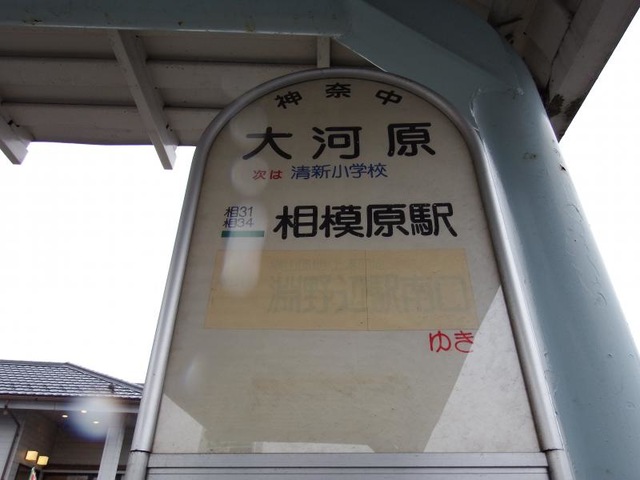 神奈中
大河原
次は 清新小学校
相31
相34
相模原駅
ゆき